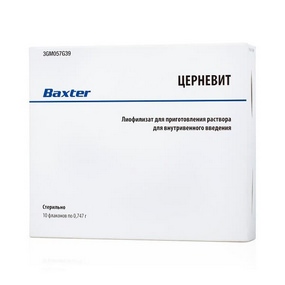 3GM057G39
ЦЕРНЕВИТ
Baxter
Лиофилизат для приготовления раствора
для внутривенного введения
Стерильно
10 флаконов по 0,747 г